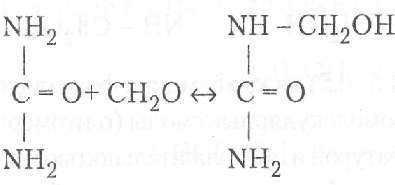 NH₂ NH – CH₂OH
| |
C = O + CH₂O ↔ C = O
| |
NH₂ NH₂